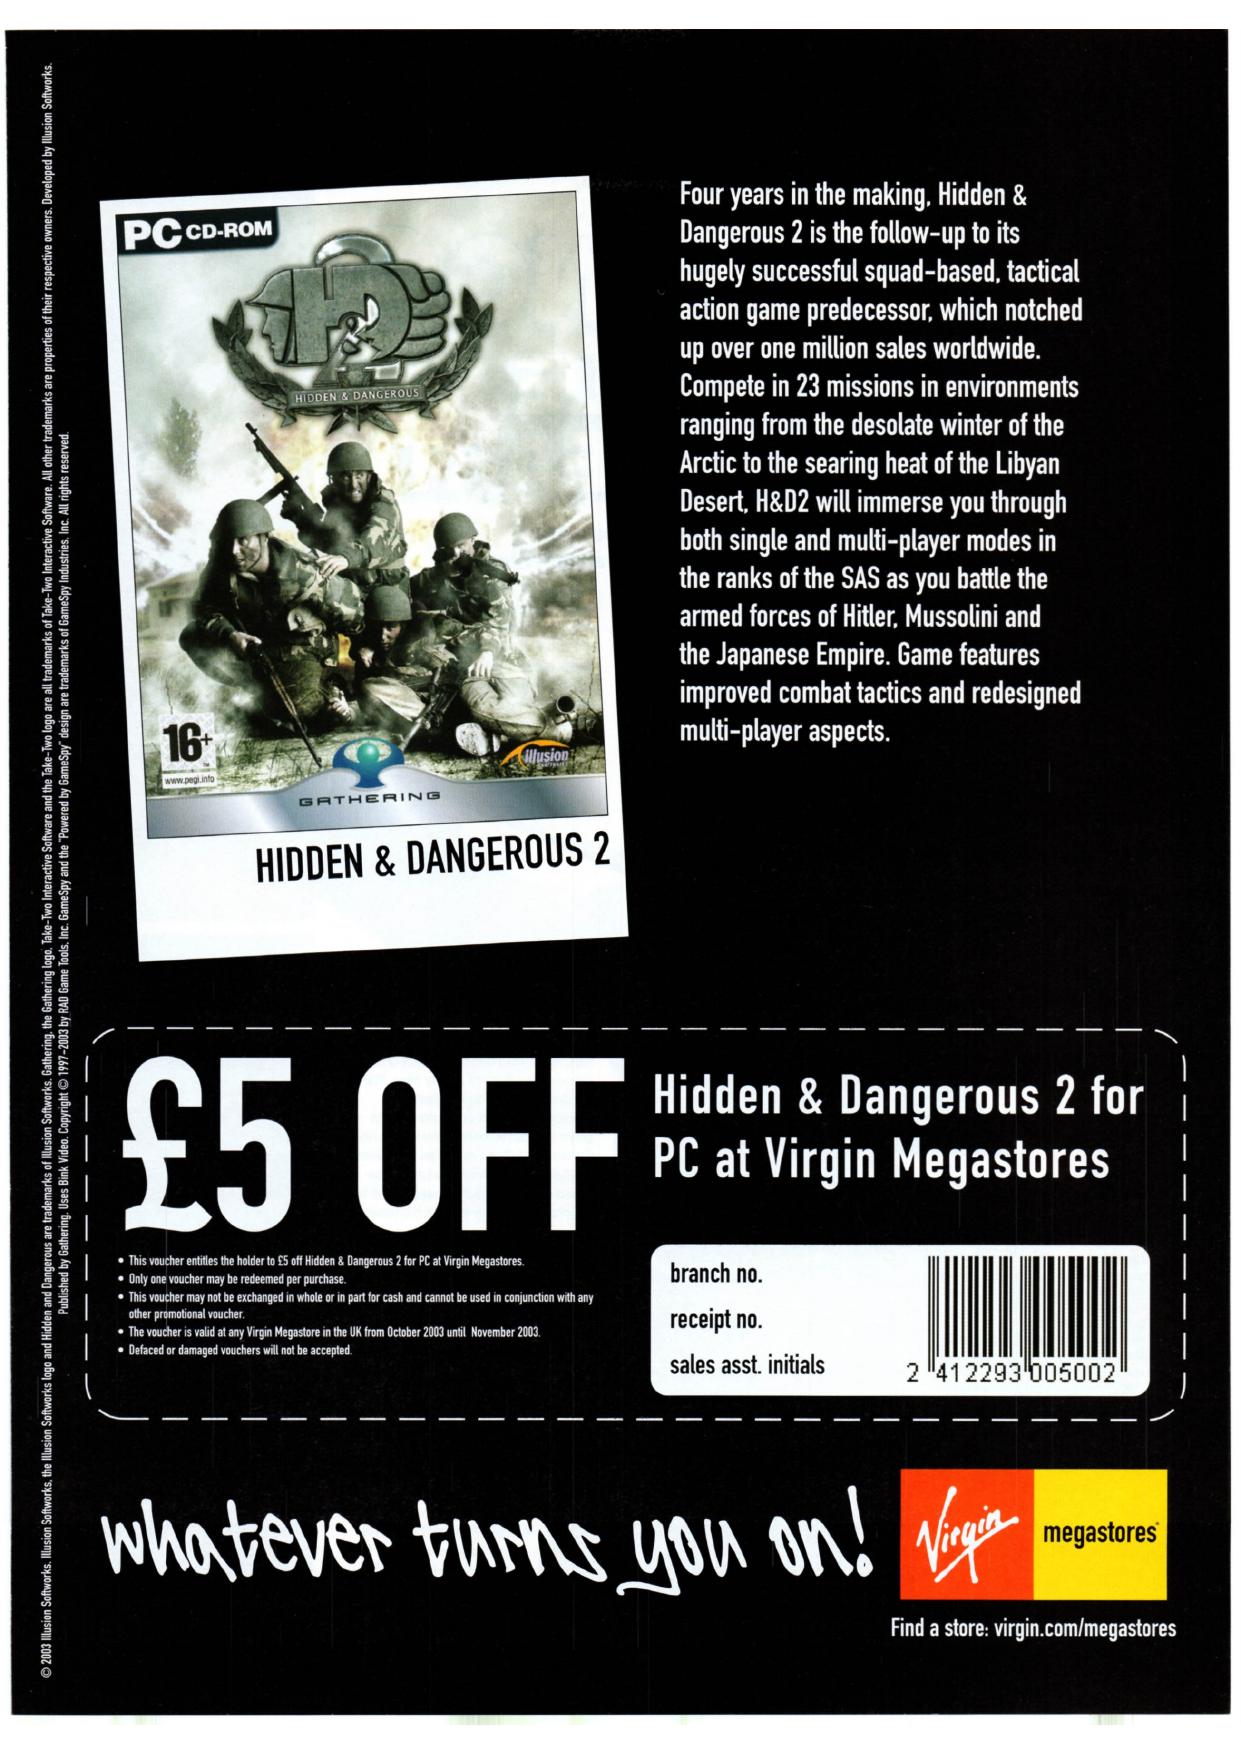 © 2003 Illusion Softworks. Illusion Softworks, the Illusion Softworks logo and Hidden and Dangerous are trademarks of Illusion Softworks. Gathering, the Gathering logo, Take-Two Interactive Software and the Take-Two logo are all trademarks of Take-Two Interactive Software. All other trademarks are properties of their respective owners. Developed by Illusion Softworks.
Published by Gathering. Uses Bink Video. Copyright © 1997-2003 by RAD Game Tools, Inc. GameSpy and the "Powered by GameSpy" design are trademarks of GameSpy Industries, Inc. All rights reserved.
PC CD-ROM
HD2
HIDDEN & DANGEROUS
16+
www.pegi.info
GATHERING
illusion
softworks
HIDDEN & DANGEROUS 2
Four years in the making, Hidden &
Dangerous 2 is the follow-up to its
hugely successful squad-based, tactical
action game predecessor, which notched
up over one million sales worldwide.
Compete in 23 missions in environments
ranging from the desolate winter of the
Arctic to the searing heat of the Libyan
Desert, H&D2 will immerse you through
both single and multi-player modes in
the ranks of the SAS as you battle the
armed forces of Hitler, Mussolini and
the Japanese Empire. Game features
improved combat tactics and redesigned
multi-player aspects.
£5 OFF
Hidden & Dangerous 2 for
PC at Virgin Megastores
• This voucher entitles the holder to £5 off Hidden & Dangerous 2 for PC at Virgin Megastores.
• Only one voucher may be redeemed per purchase.
• This voucher may not be exchanged in whole or in part for cash and cannot be used in conjunction with any
other promotional voucher.
• The voucher is valid at any Virgin Megastore in the UK from October 2003 until November 2003.
• Defaced or damaged vouchers will not be accepted.
branch no.
receipt no.
sales asst. initials
2 412293 005002
whatever turns you on!
Virgin
megastores
Find a store: virgin.com/megastores